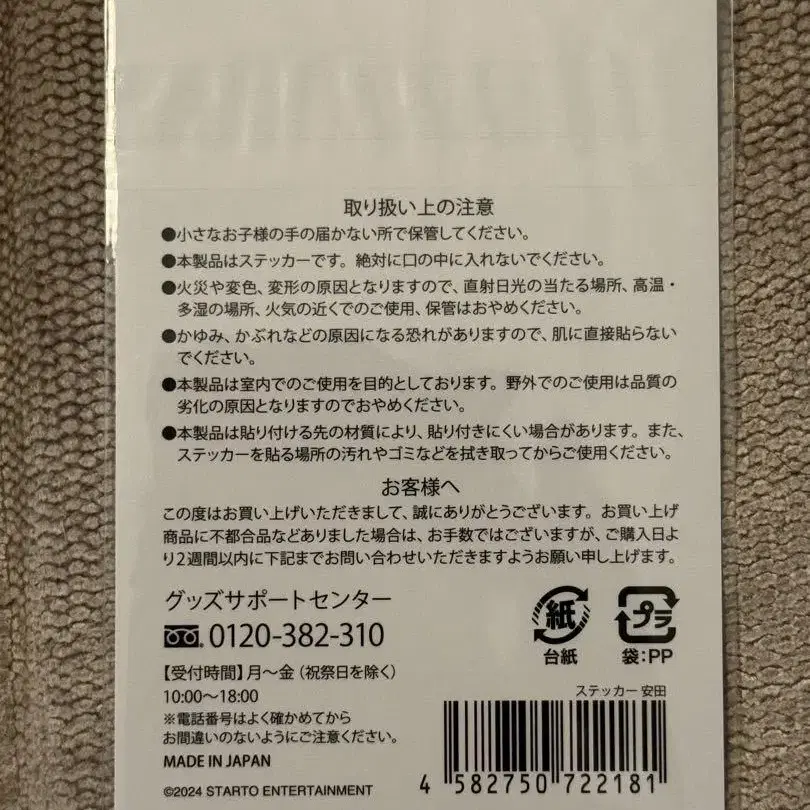 取り扱い上の注意
●小さなお子様の手の届かない所で保管してください。
●本製品はステッカーです。絶対に口の中に入れないでください。
●火災や変色、変形の原因となりますので、直射日光の当たる場所、高温・
多湿の場所、火気の近くでのご使用、保管はおやめください。
●かゆみ、かぶれなどの原因になる恐れがありますので、肌に直接貼らない
でください。
●本製品は室内でのご使用を目的としております。野外でのご使用は品質の
劣化の原因となりますのでおやめください。
●本製品は貼り付ける先の材質により、貼り付きにくい場合があります。また、
ステッカーを貼る場所の汚れやゴミなどを拭き取ってからご使用ください。
お客様へ
この度はお買い上げいただきまして、誠にありがとうございます。お買い上げ
商品に不都合品などありました場合は、お手数ではございますが、ご購入日よ
り2週間以内に下記までお問い合わせいただきますようお願い申し上げます。
グッズサポートセンター
0120-382-310
【受付時間】月～金（祝祭日を除く）
10:00～18:00
※電話番号はよく確かめてから
お間違いのないようにご注意ください。
MADE IN JAPAN
©2024 STARTO ENTERTAINMENT
紙
台紙
プラ
袋:PP
ステッカー 安田
4 582750 722181